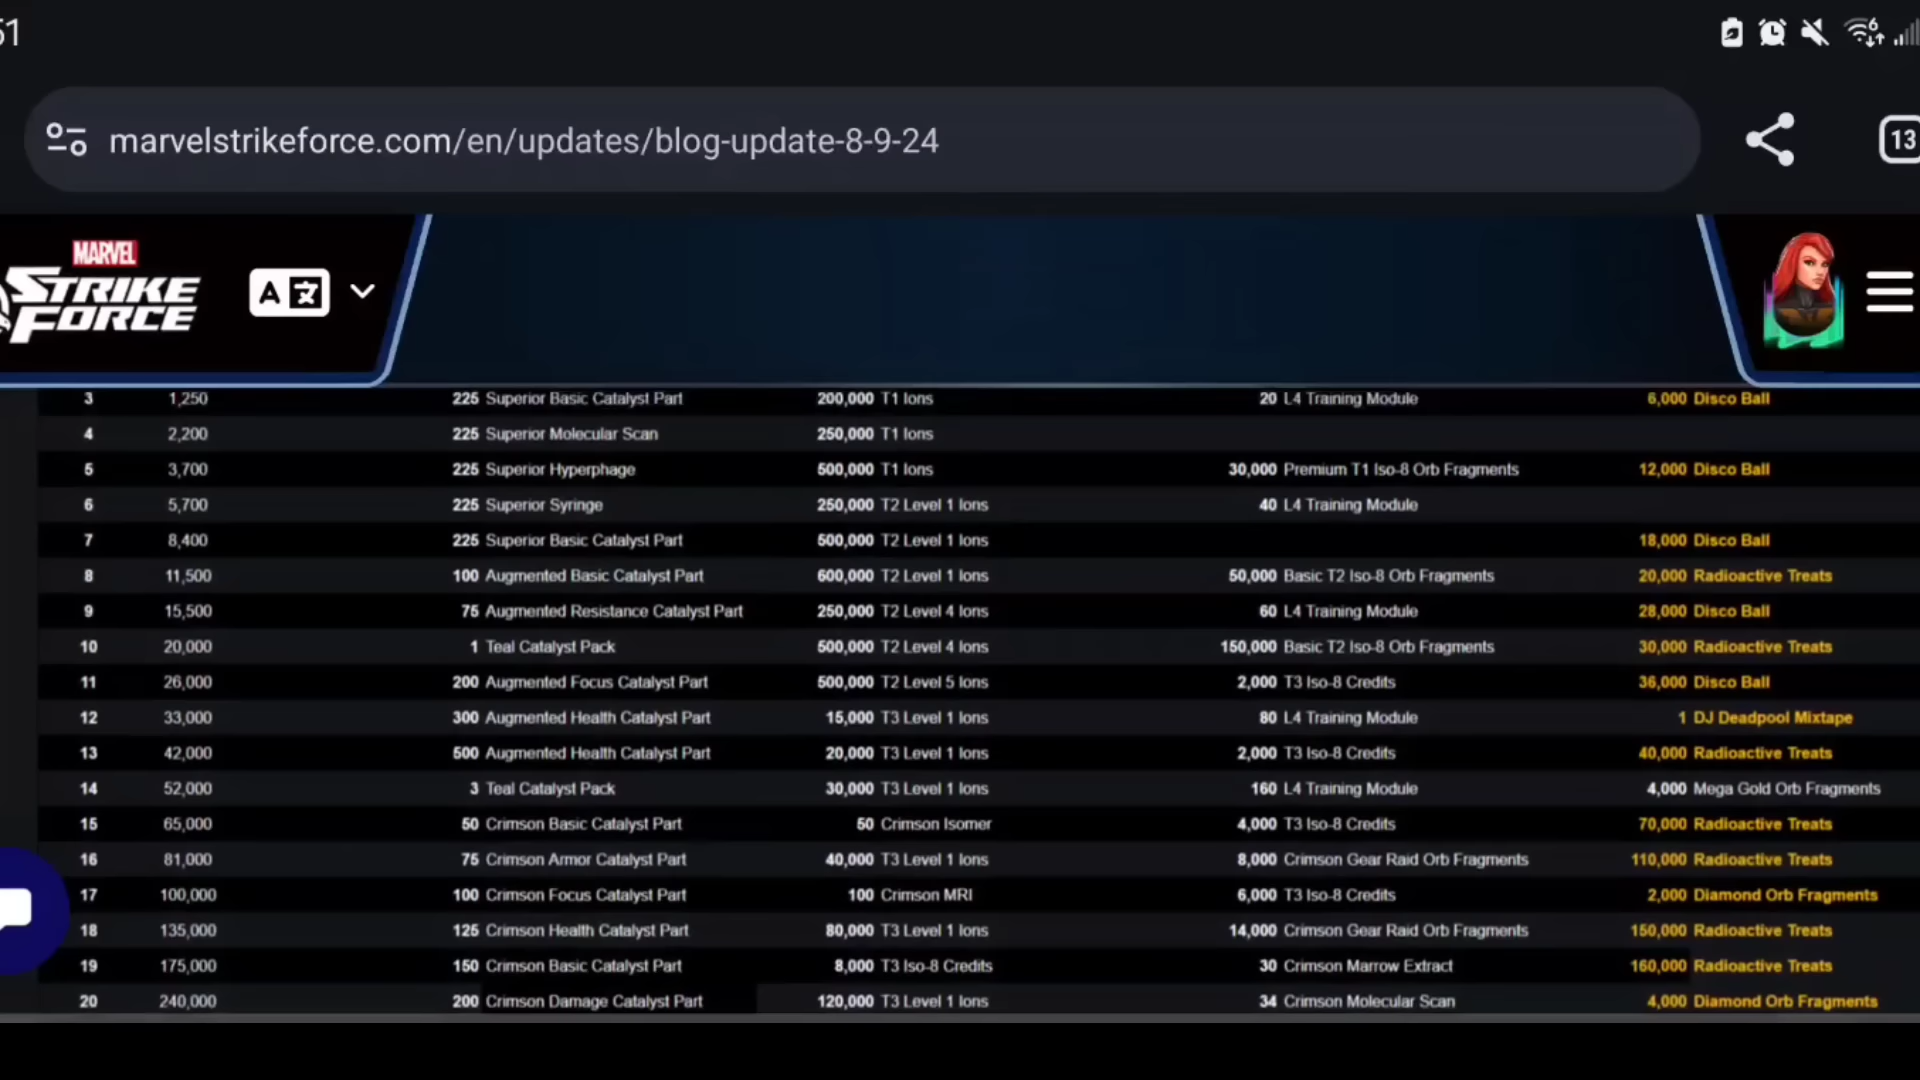 51
6
marvelstrikeforce.com/en/updates/blog-update-8-9-24
13
MARVEL
STRIKE
FORCE
A 文
3 1,250 225 Superior Basic Catalyst Part 200,000 T1 Ions 20 L4 Training Module 6,000 Disco Ball
4 2,200 225 Superior Molecular Scan 250,000 T1 Ions
5 3,700 225 Superior Hyperphage 500,000 T1 Ions 30,000 Premium T1 Iso-8 Orb Fragments 12,000 Disco Ball
6 5,700 225 Superior Syringe 250,000 T2 Level 1 Ions 40 L4 Training Module
7 8,400 225 Superior Basic Catalyst Part 500,000 T2 Level 1 Ions 18,000 Disco Ball
8 11,500 100 Augmented Basic Catalyst Part 600,000 T2 Level 1 Ions 50,000 Basic T2 Iso-8 Orb Fragments 20,000 Radioactive Treats
9 15,500 75 Augmented Resistance Catalyst Part 250,000 T2 Level 4 Ions 60 L4 Training Module 28,000 Disco Ball
10 20,000 1 Teal Catalyst Pack 500,000 T2 Level 4 Ions 150,000 Basic T2 Iso-8 Orb Fragments 30,000 Radioactive Treats
11 26,000 200 Augmented Focus Catalyst Part 500,000 T2 Level 5 Ions 2,000 T3 Iso-8 Credits 36,000 Disco Ball
12 33,000 300 Augmented Health Catalyst Part 15,000 T3 Level 1 Ions 80 L4 Training Module 1 DJ Deadpool Mixtape
13 42,000 500 Augmented Health Catalyst Part 20,000 T3 Level 1 Ions 2,000 T3 Iso-8 Credits 40,000 Radioactive Treats
14 52,000 3 Teal Catalyst Pack 30,000 T3 Level 1 Ions 160 L4 Training Module 4,000 Mega Gold Orb Fragments
15 65,000 50 Crimson Basic Catalyst Part 50 Crimson Isomer 4,000 T3 Iso-8 Credits 70,000 Radioactive Treats
16 81,000 75 Crimson Armor Catalyst Part 40,000 T3 Level 1 Ions 8,000 Crimson Gear Raid Orb Fragments 110,000 Radioactive Treats
17 100,000 100 Crimson Focus Catalyst Part 100 Crimson MRI 6,000 T3 Iso-8 Credits 2,000 Diamond Orb Fragments
18 135,000 125 Crimson Health Catalyst Part 80,000 T3 Level 1 Ions 14,000 Crimson Gear Raid Orb Fragments 150,000 Radioactive Treats
19 175,000 150 Crimson Basic Catalyst Part 8,000 T3 Iso-8 Credits 30 Crimson Marrow Extract 160,000 Radioactive Treats
20 240,000 200 Crimson Damage Catalyst Part 120,000 T3 Level 1 Ions 34 Crimson Molecular Scan 4,000 Diamond Orb Fragments